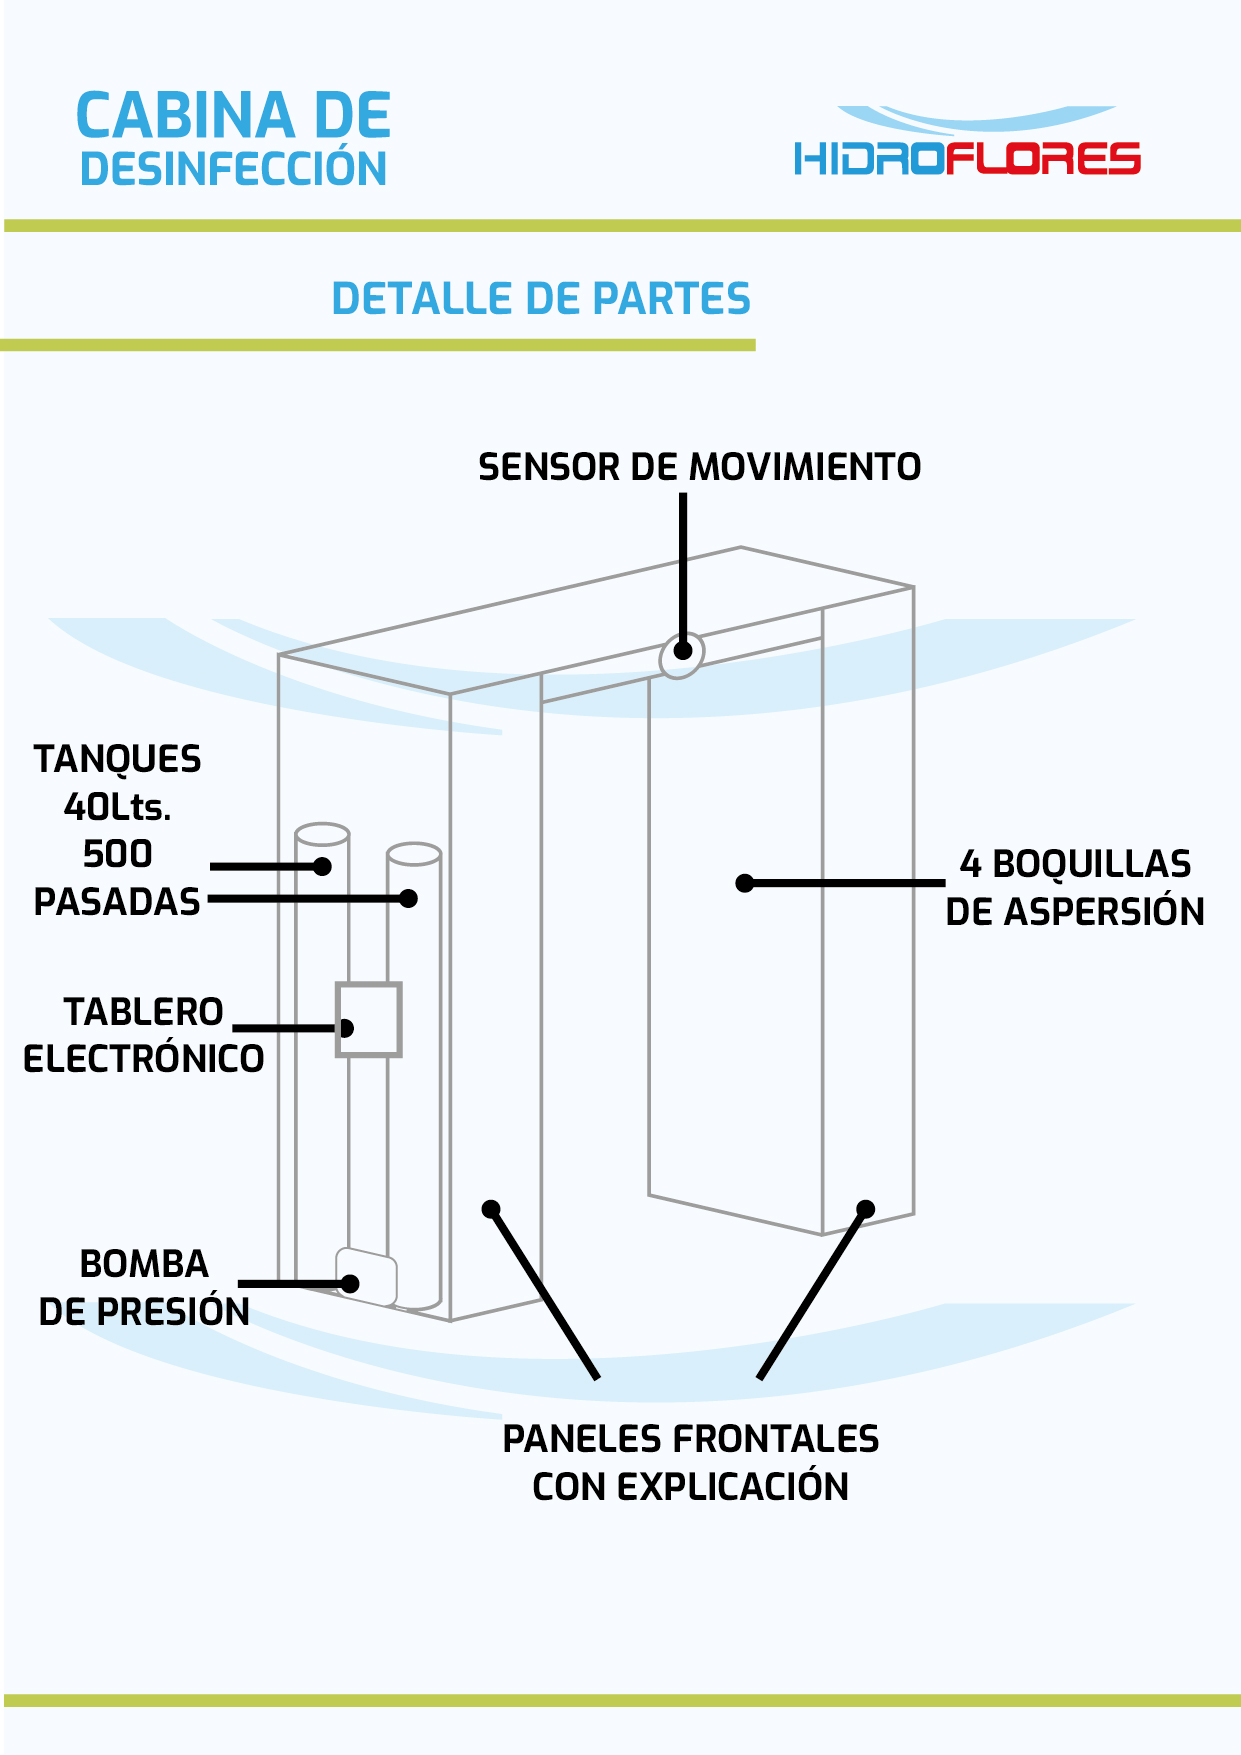 CABINA DE
DESINFECCIÓN
HIDROFLORES
DETALLE DE PARTES
SENSOR DE MOVIMIENTO
TANQUES
40Lts.
500
PASADAS
4 BOQUILLAS
DE ASPERSIÓN
TABLERO
ELECTRÓNICO
BOMBA
DE PRESIÓN
PANELES FRONTALES
CON EXPLICACIÓN